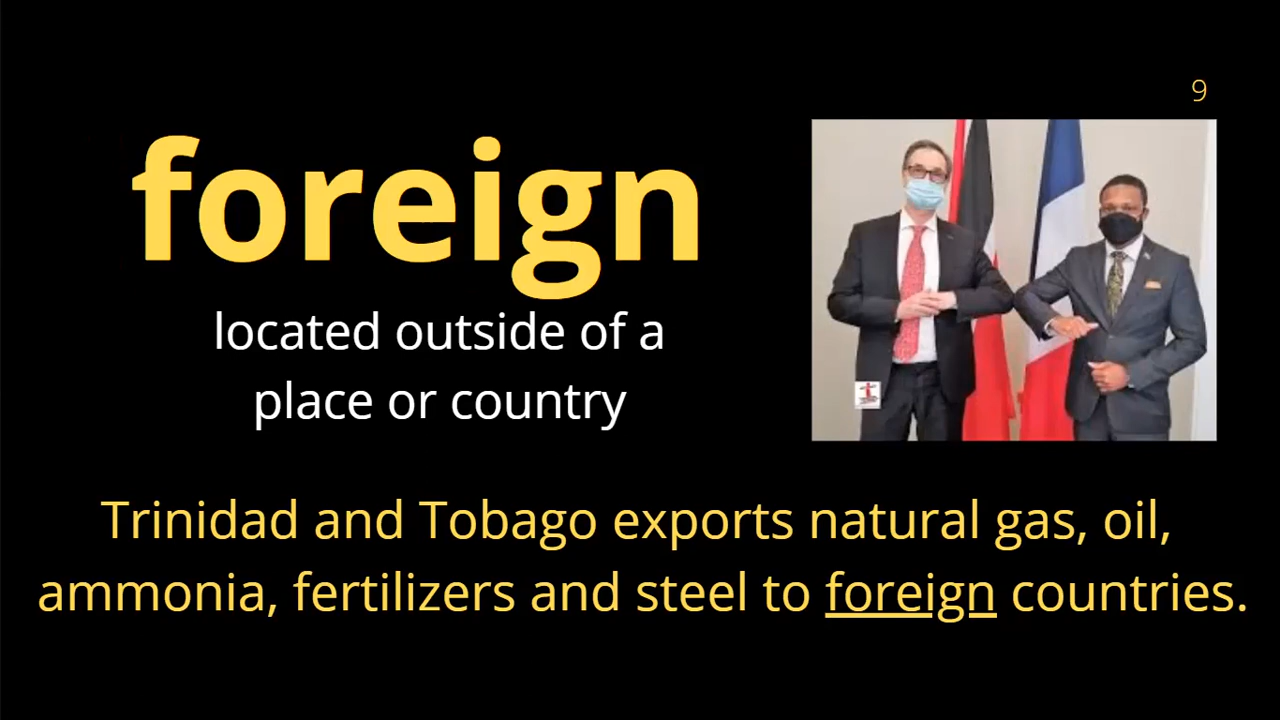 9
foreign
located outside of a
place or country
Trinidad and Tobago exports natural gas, oil,
ammonia, fertilizers and steel to foreign countries.